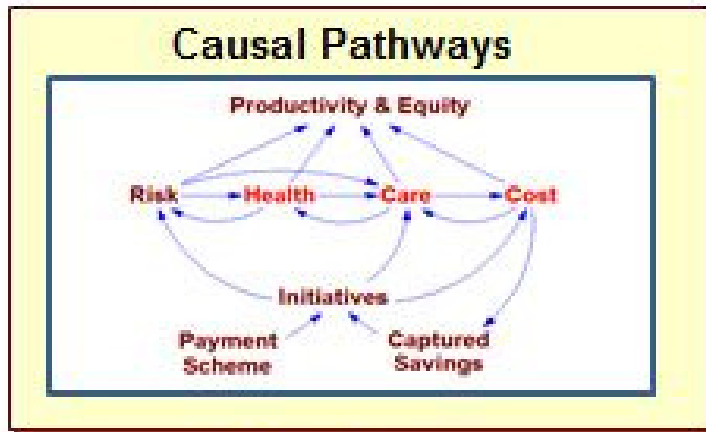 Causal Pathways
Productivity & Equity
Risk Health Care Cost
Initiatives
Payment Scheme
Captured Savings